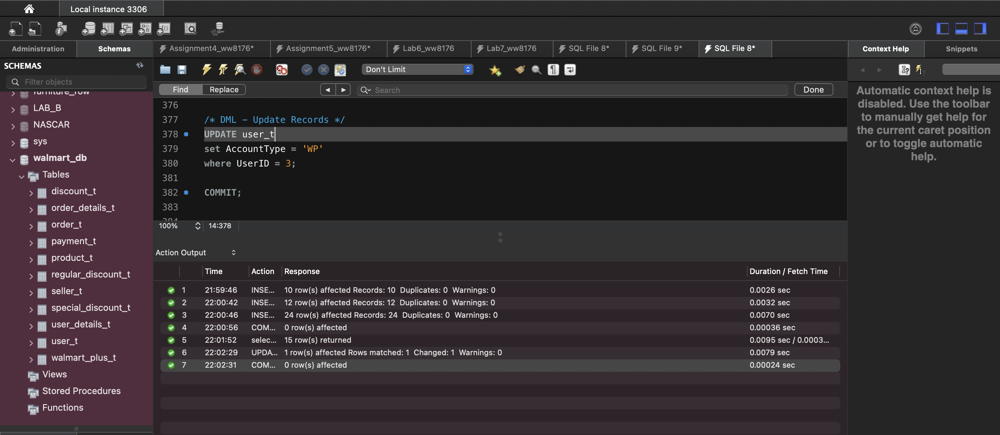 Local instance 3306
Administration
Schemas
Assignment4_ww8176*
Assignment5_ww8176*
Lab6_ww8176
Lab7_ww8176
SQL File 8*
SQL File 9*
SQL File 8*
Context Help
Snippets
SCHEMAS
Filter objects
Don't Limit
Find
Replace
Search
Done
furniture_row
LAB_B
NASCAR
sys
walmart_db
Tables
discount_t
order_details_t
order_t
payment_t
product_t
regular_discount_t
seller_t
special_discount_t
user_details_t
user_t
walmart_plus_t
Views
Stored Procedures
Functions
376
377 /* DML – Update Records */
378 UPDATE user_t
379 set AccountType = 'WP'
380 where UserID = 3;
381
382 COMMIT;
383
384
100% 14:378
Action Output
Time Action Response Duration / Fetch Time
1 21:59:46 INSE... 10 row(s) affected Records: 10 Duplicates: 0 Warnings: 0 0.0026 sec
2 22:00:42 INSE... 12 row(s) affected Records: 12 Duplicates: 0 Warnings: 0 0.0032 sec
3 22:00:46 INSE... 24 row(s) affected Records: 24 Duplicates: 0 Warnings: 0 0.0070 sec
4 22:00:56 COM... 0 row(s) affected 0.00036 sec
5 22:01:52 selec... 15 row(s) returned 0.0095 sec / 0.0003...
6 22:02:29 UPDA... 1 row(s) affected Rows matched: 1 Changed: 1 Warnings: 0 0.0079 sec
7 22:02:31 COM... 0 row(s) affected 0.00024 sec
Automatic context help is
disabled. Use the toolbar
to manually get help for
the current caret position
or to toggle automatic
help.